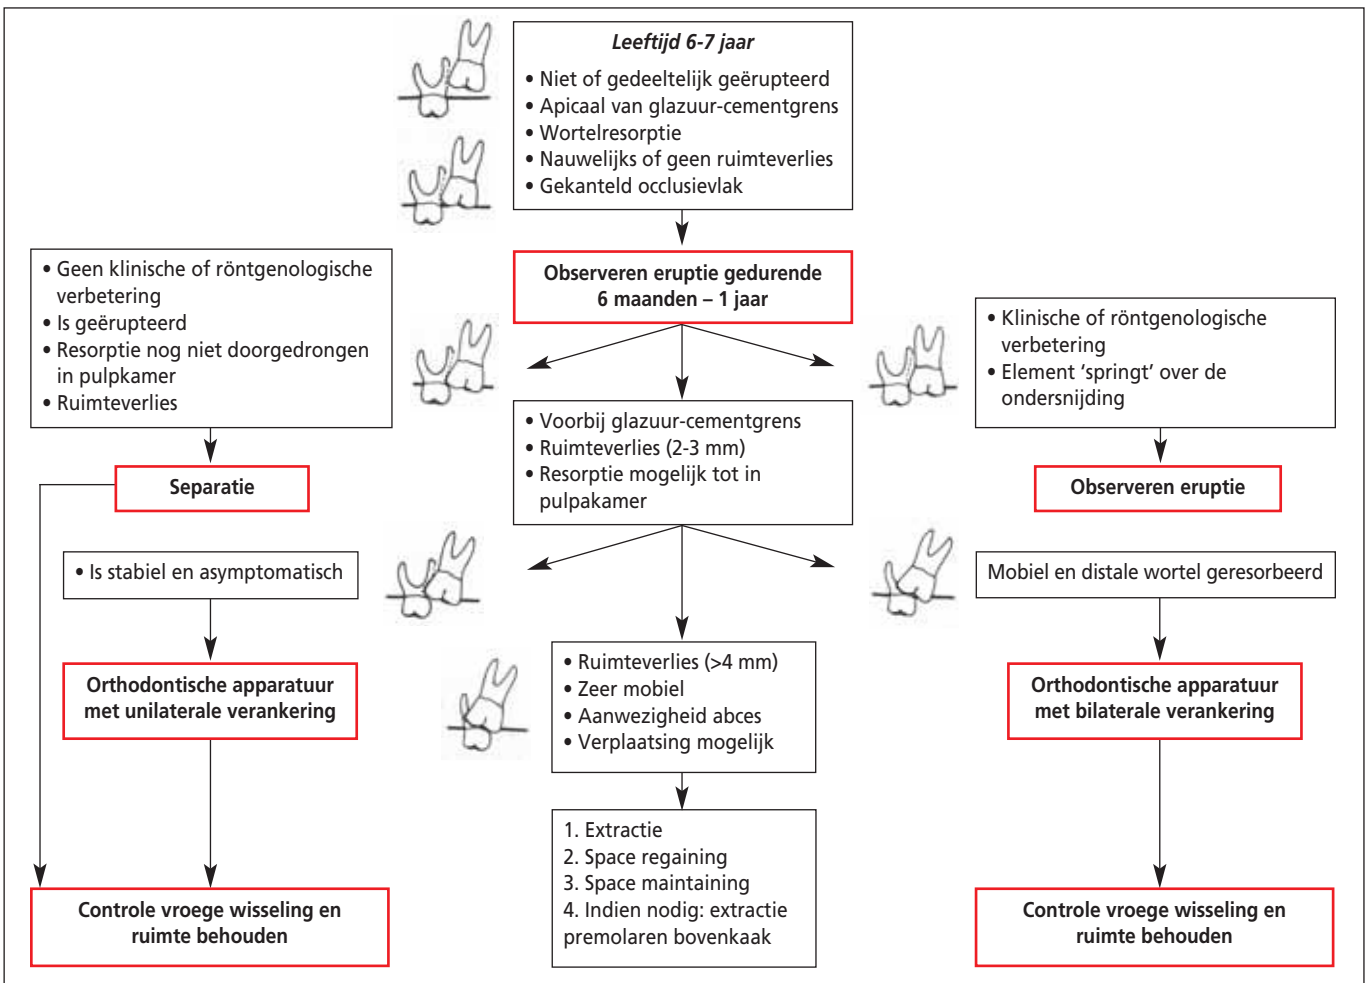 Leeftijd 6-7 jaar
• Niet of gedeeltelijk geërupteerd
• Apicaal van glazuur-cementgrens
• Wortelresorptie
• Nauwelijks of geen ruimteverlies
• Gekanteld occlusievlak
Observeren eruptie gedurende
6 maanden – 1 jaar
• Geen klinische of röntgenologische
verbetering
• Is geërupteerd
• Resorptie nog niet doorgedrongen
in pulpkamer
• Ruimteverlies
Separatie
• Voorbij glazuur-cementgrens
• Ruimteverlies (2-3 mm)
• Resorptie mogelijk tot in
pulpakamer
• Klinische of röntgenologische
verbetering
• Element ‘springt’ over de
ondersnijding
Observeren eruptie
• Is stabiel en asymptomatisch
Orthodontische apparatuur
met unilaterale verankering
Controle vroege wisseling en
ruimte behouden
• Ruimteverlies (>4 mm)
• Zeer mobiel
• Aanwezigheid abces
• Verplaatsing mogelijk
1. Extractie
2. Space regaining
3. Space maintaining
4. Indien nodig: extractie
premolaren bovenkaak
Mobiel en distale wortel geresorbeerd
Orthodontische apparatuur
met bilaterale verankering
Controle vroege wisseling en
ruimte behouden